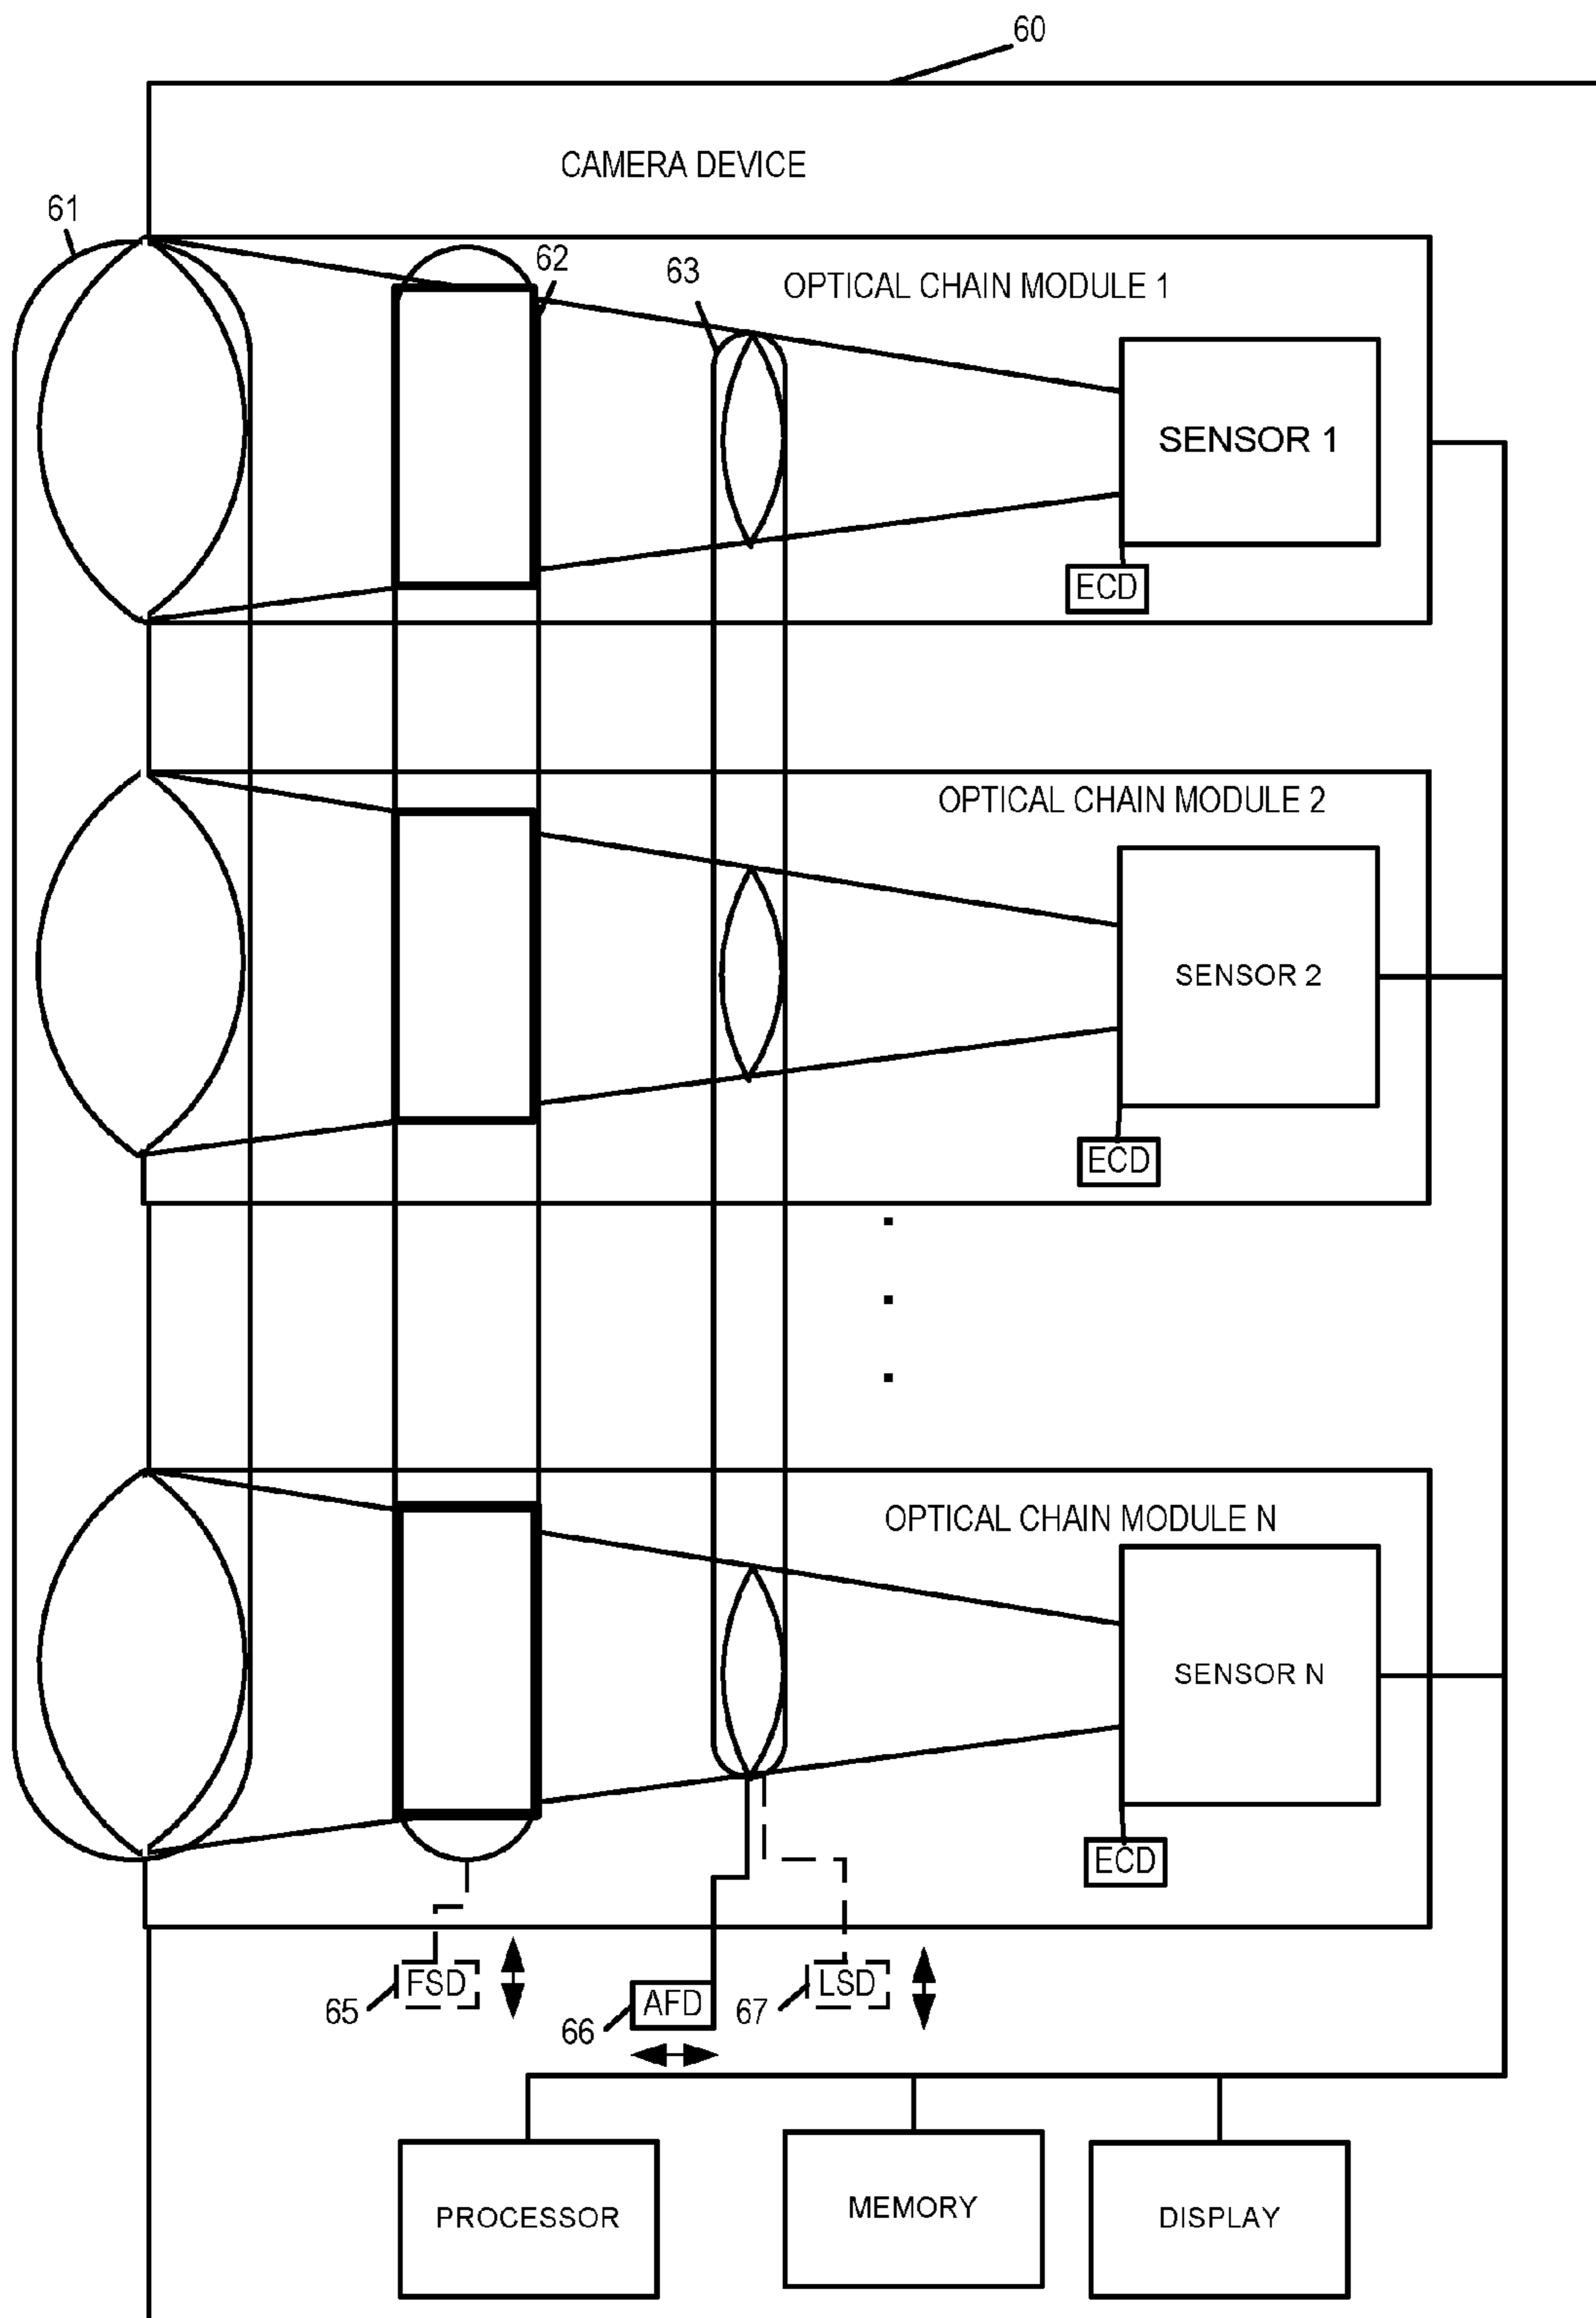 60
CAMERA DEVICE
61
62
63
OPTICAL CHAIN MODULE 1
SENSOR 1
ECD
OPTICAL CHAIN MODULE 2
SENSOR 2
ECD
OPTICAL CHAIN MODULE N
SENSOR N
ECD
65
FSD
66
AFD
67
LSD
PROCESSOR
MEMORY
DISPLAY